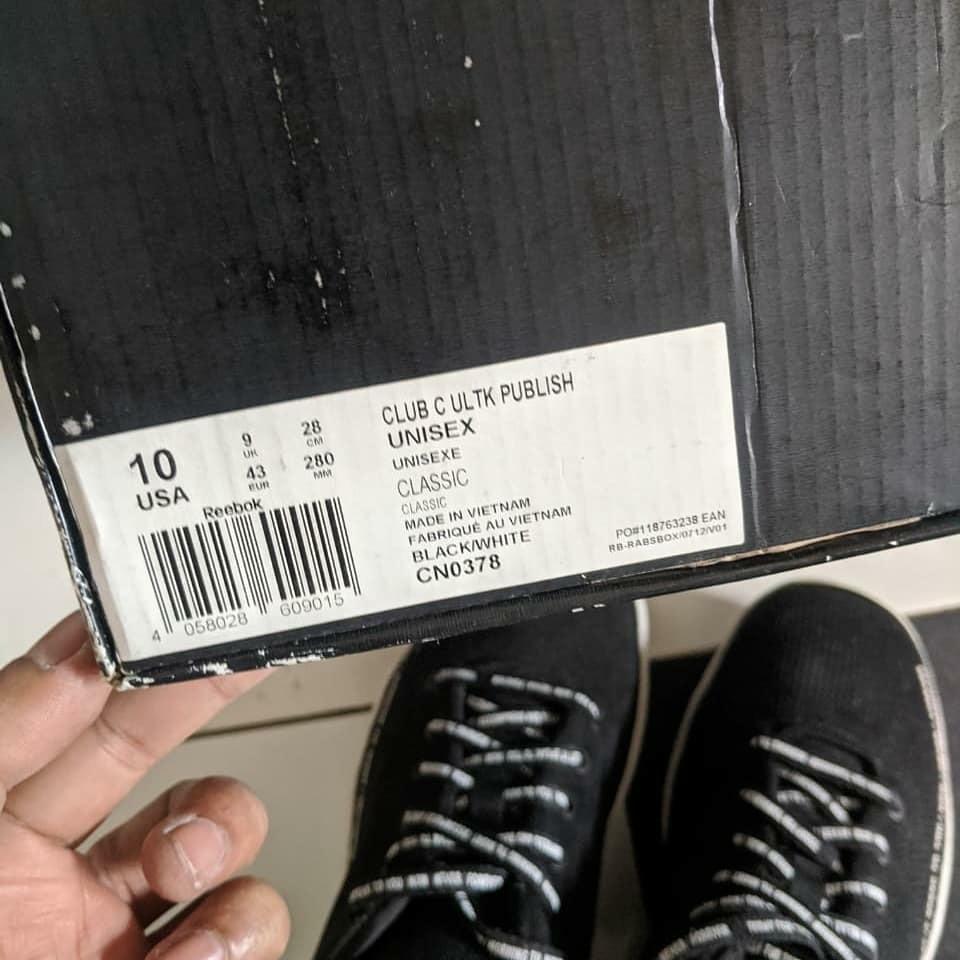 10
USA
9
UK
43
EUR
28
CM
280
MM
Reebok
4 058028 609015
CLUB C ULTK PUBLISH
UNISEX
UNISEXE
CLASSIC
CLASSIC
MADE IN VIETNAM
FABRIQUÉ AU VIETNAM
BLACK/WHITE
CN0378
PO#118763238 EAN
RB-RABSBOX/0712/V01